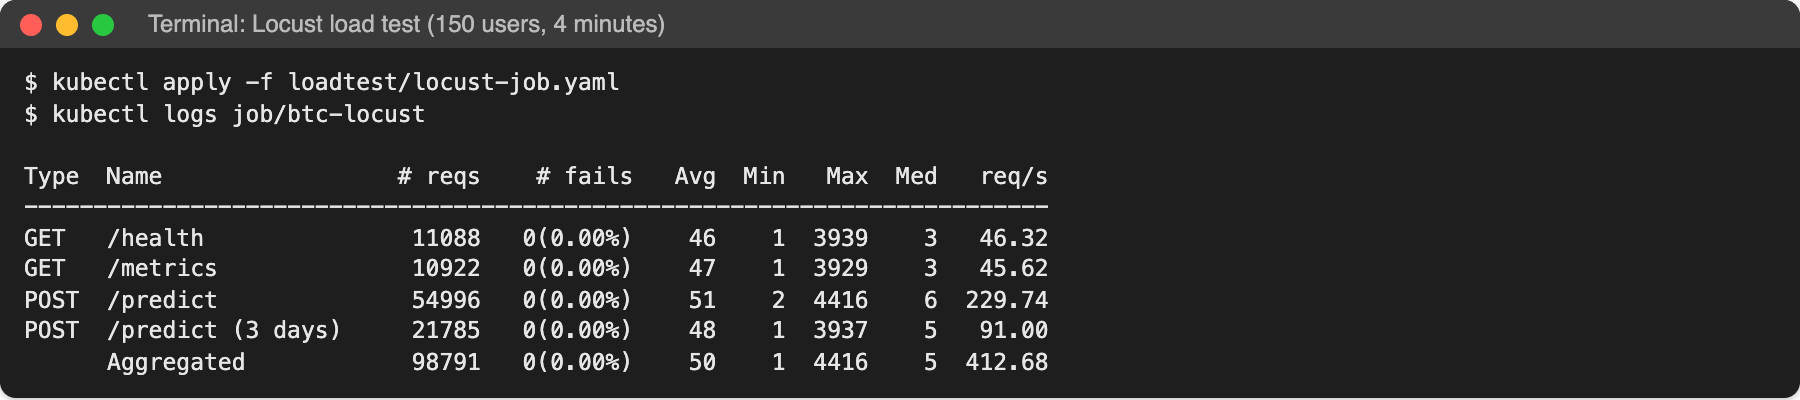 Terminal: Locust load test (150 users, 4 minutes)
$ kubectl apply -f loadtest/locust-job.yaml
$ kubectl logs job/btc-locust
Type  Name                 # reqs    # fails   Avg  Min   Max  Med   req/s
--------------------------------------------------------------------------
GET   /health               11088   0(0.00%)    46    1  3939    3   46.32
GET   /metrics              10922   0(0.00%)    47    1  3929    3   45.62
POST  /predict              54996   0(0.00%)    51    2  4416    6  229.74
POST  /predict (3 days)     21785   0(0.00%)    48    1  3937    5   91.00
      Aggregated            98791   0(0.00%)    50    1  4416    5  412.68